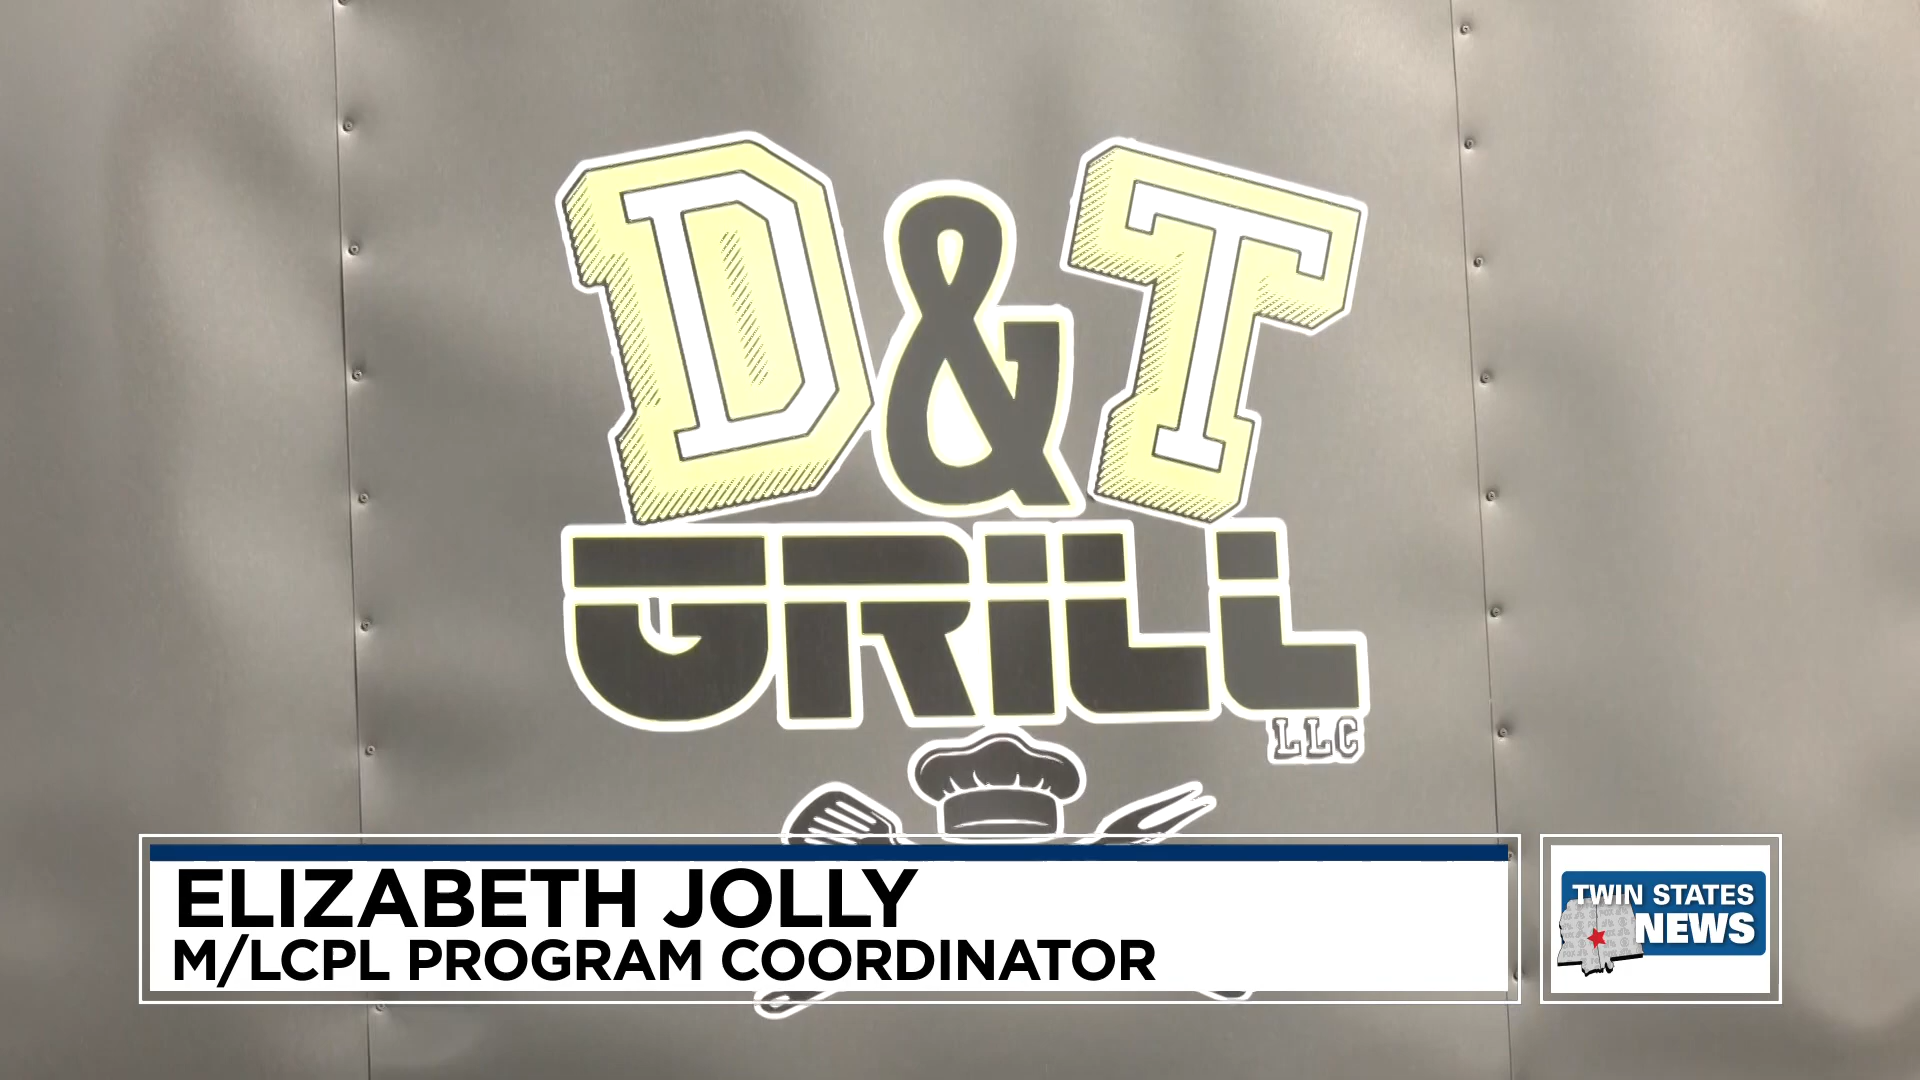 D&T
GRILL
LLC
ELIZABETH JOLLY
M/LCPL PROGRAM COORDINATOR
TWIN STATES
NEWS